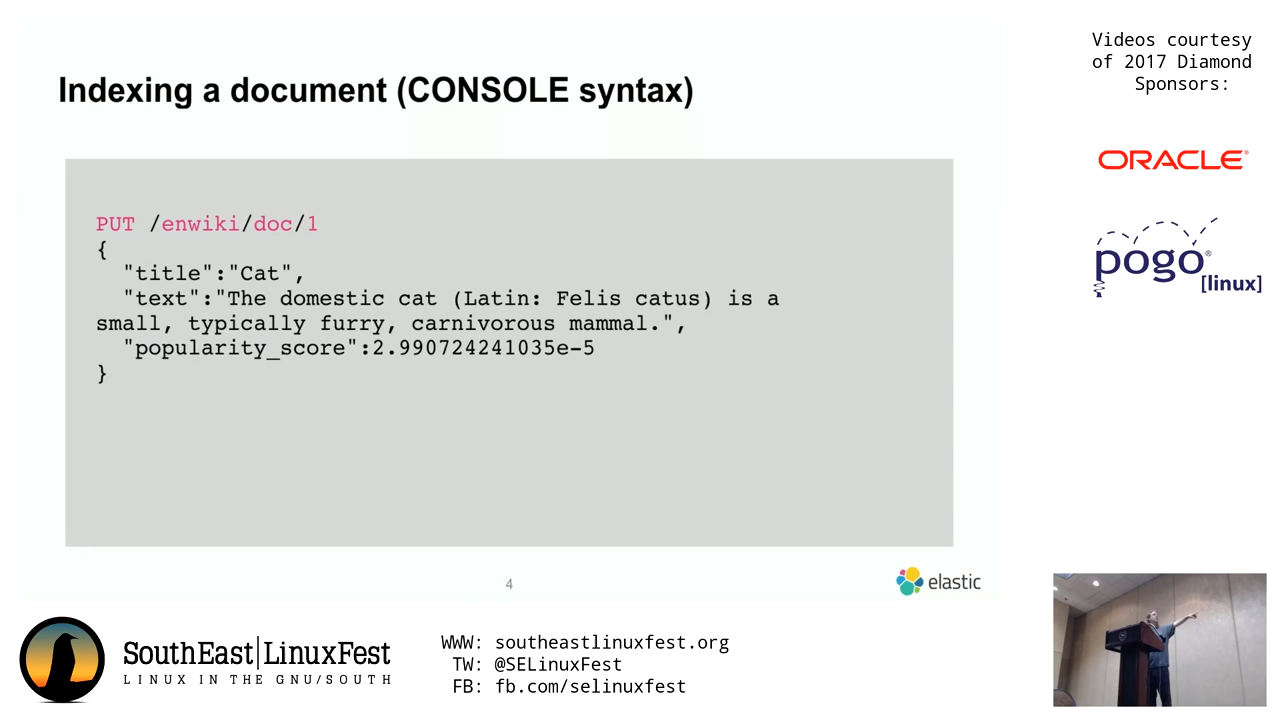 Indexing a document (CONSOLE syntax)
PUT /enwiki/doc/1
{
"title":"Cat",
"text":"The domestic cat (Latin: Felis catus) is a
small, typically furry, carnivorous mammal.",
"popularity_score":2.990724241035e-5
}
4
elastic
Videos courtesy
of 2017 Diamond
Sponsors:
ORACLE®
pogo®
[linux]
SouthEast|LinuxFest
LINUX IN THE GNU/SOUTH
WWW: southeastlinuxfest.org
TW: @SELinuxFest
FB: fb.com/selinuxfest